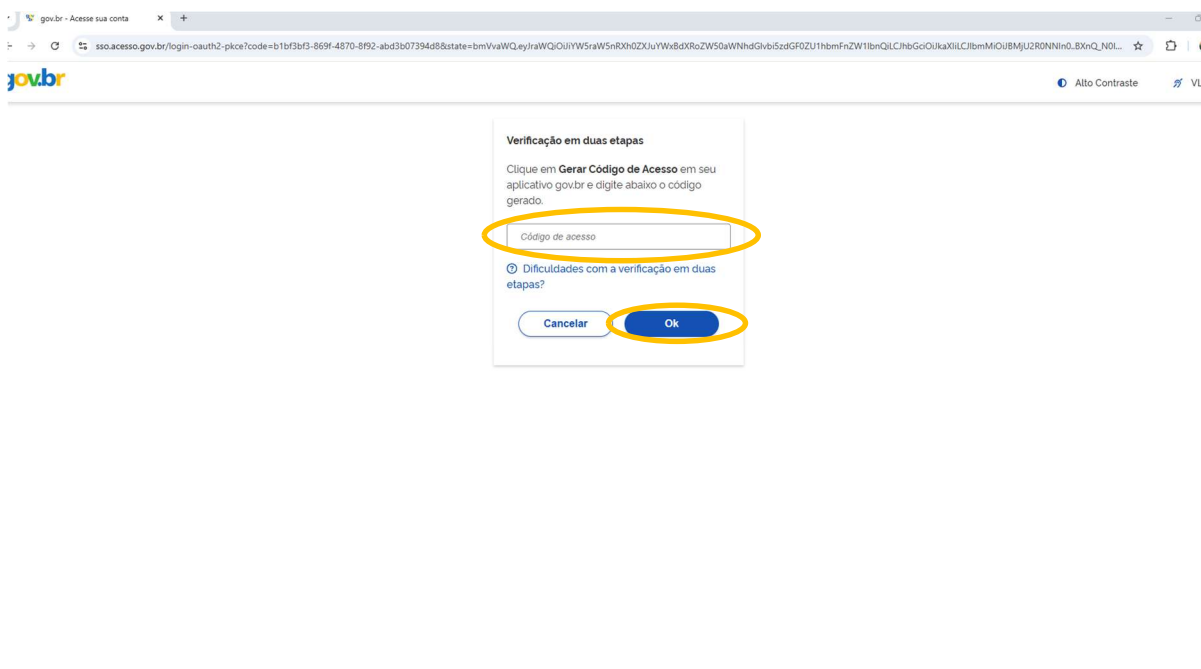 gov.br - Acesse sua conta
sso.acesso.gov.br/login-oauth2-pkce?code=b1bf3bf3-869f-4870-8f92-abd3b07394d8&state=bmVvaWQ.eyJraWQiOiJiYW5raW5nRXh0ZXJuYWxBdXRoZW50aWNhdGlvbi5zdGF0ZU1hbmFnZW1lbnQiLCJhbGciOiJkaXIiLCJlbmMiOiJBMjU2R0NNIn0..BXnQ_N0l...
gov.br
Alto Contraste
VL
Verificação em duas etapas
Clique em Gerar Código de Acesso em seu
aplicativo gov.br e digite abaixo o código
gerado.
Código de acesso
Dificuldades com a verificação em duas
etapas?
Cancelar
Ok